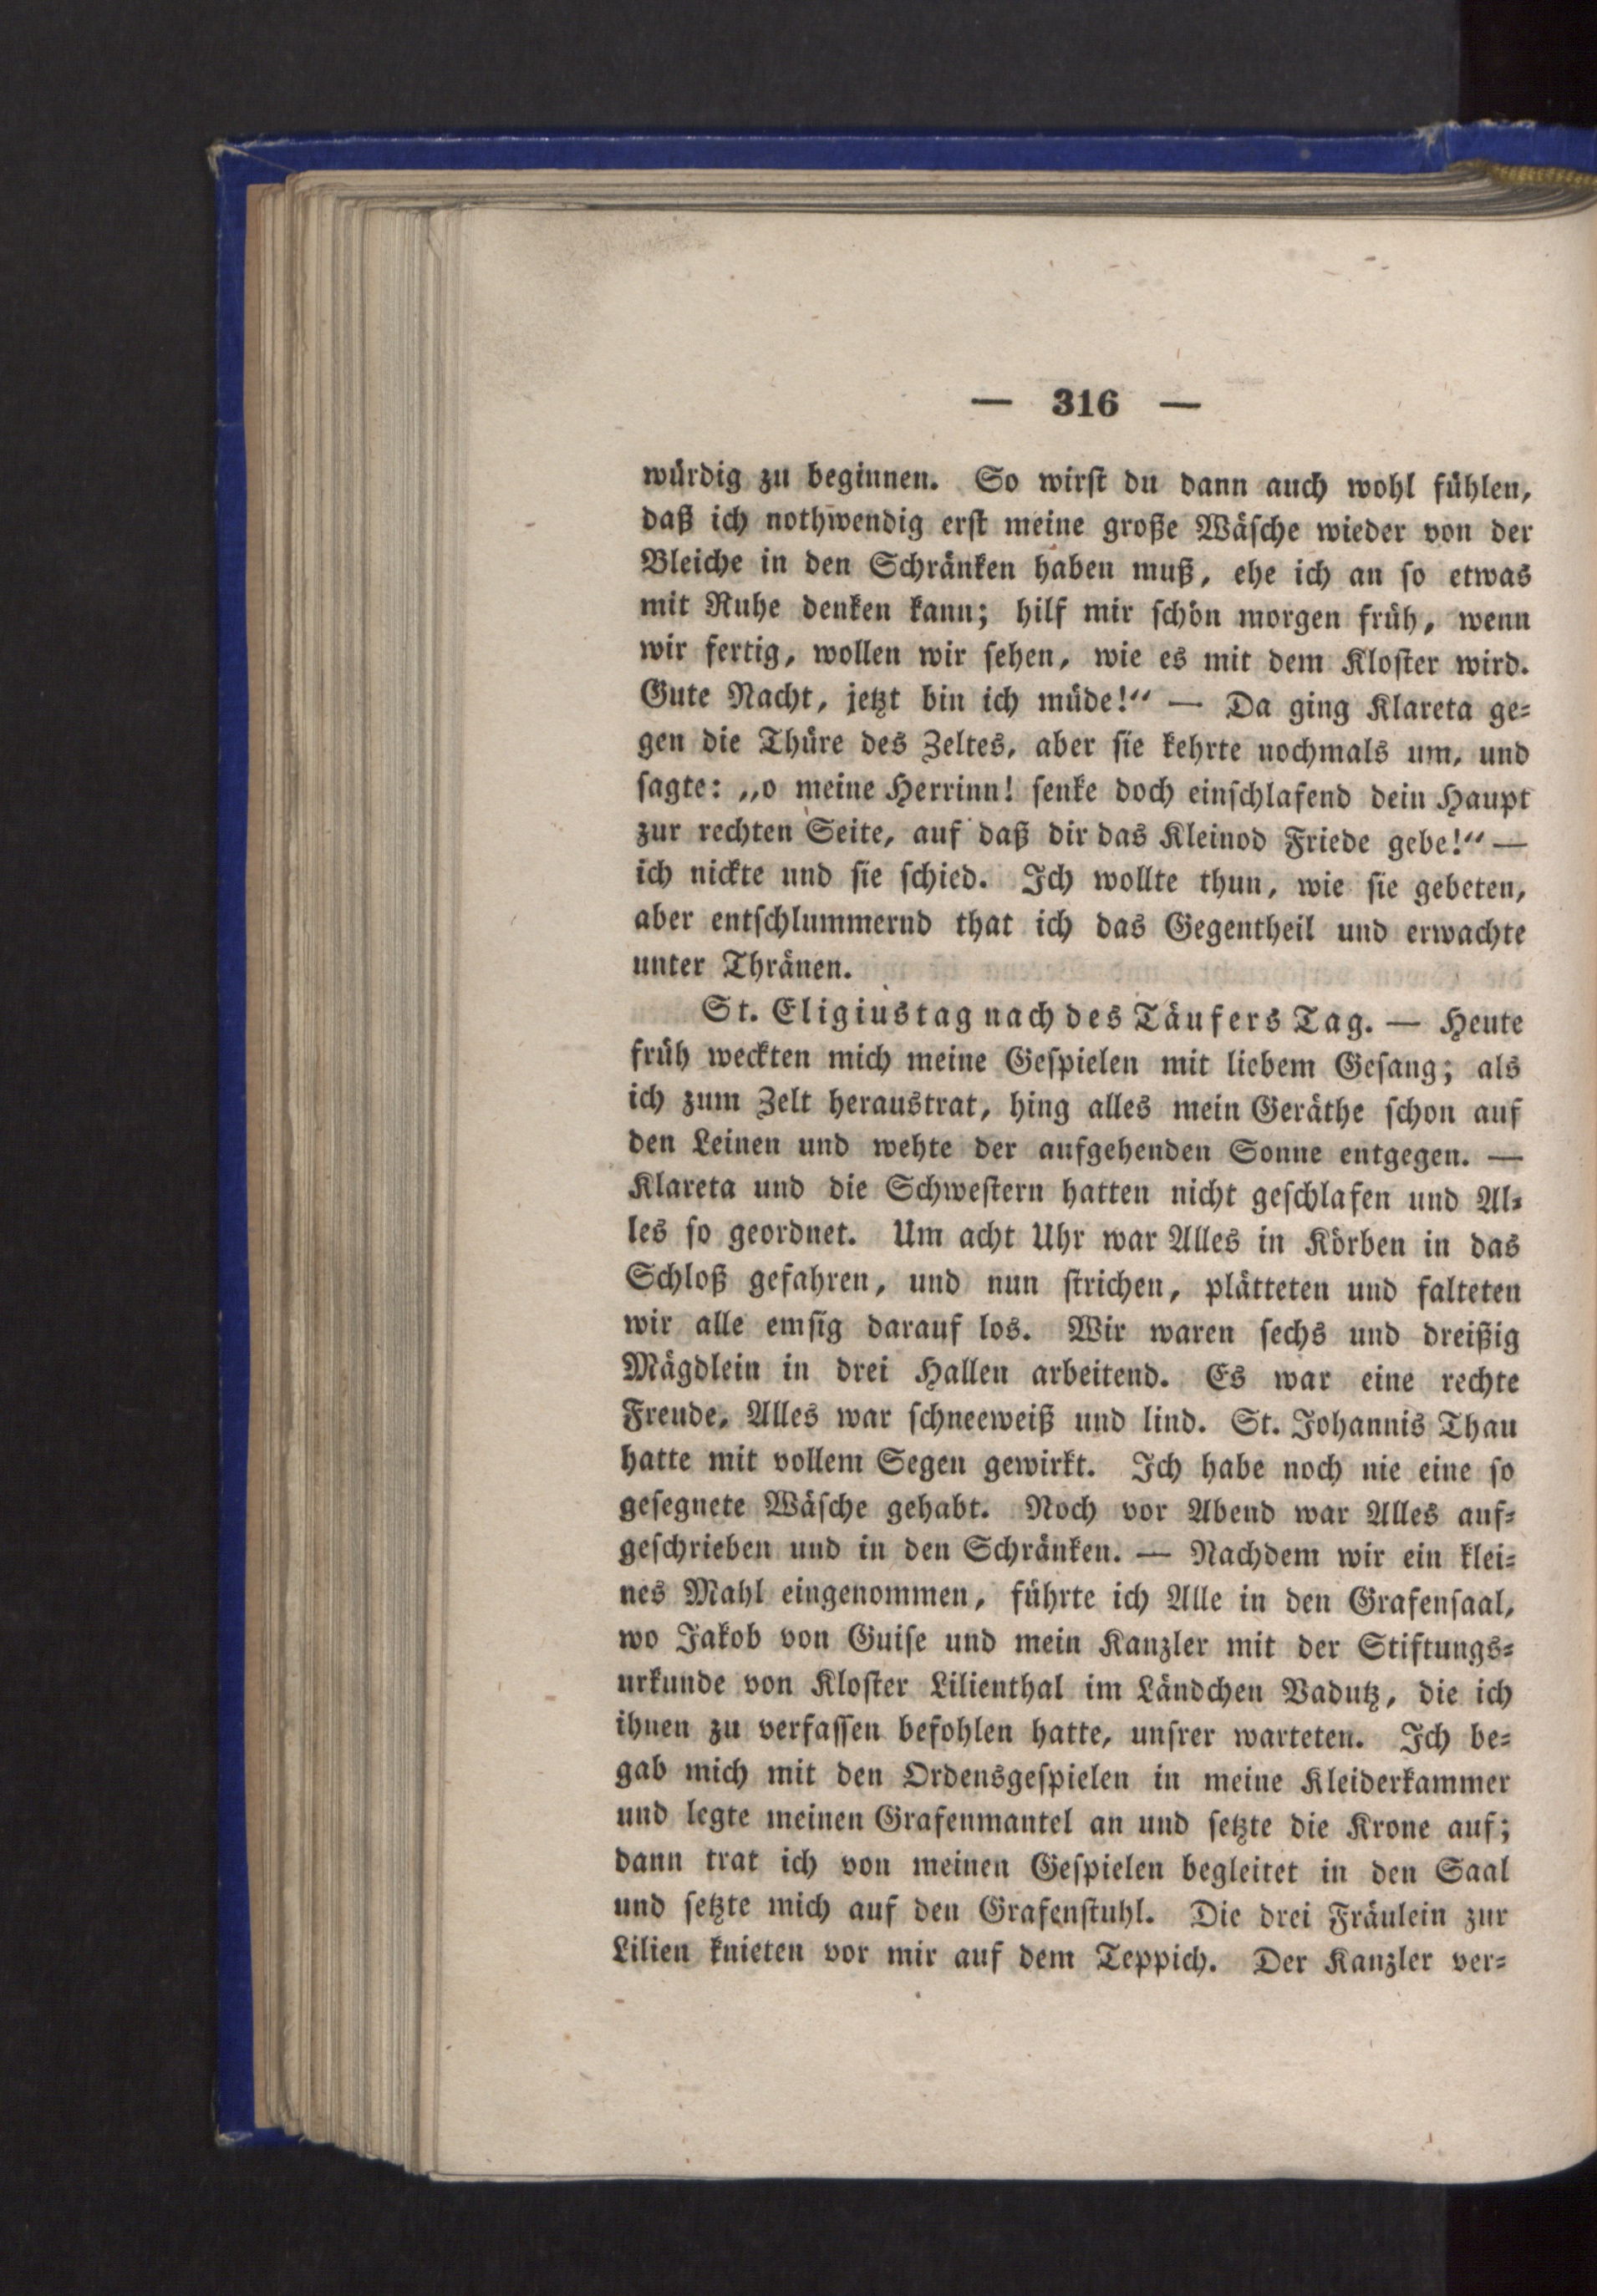 — 316 —
würdig zu beginnen. So wirst du dann auch wohl fühlen,
daß ich nothwendig erst meine große Wäsche wieder von der
Bleiche in den Schränken haben muß, ehe ich an so etwas
mit Ruhe denken kann; hilf mir schön morgen früh, wenn
wir fertig, wollen wir sehen, wie es mit dem Kloster wird.
Gute Nacht, jetzt bin ich müde!“ — Da ging Klareta ge-
gen die Thüre des Zeltes, aber sie kehrte nochmals um, und
sagte: „o meine Herrinn! senke doch einschlafend dein Haupt
zur rechten Seite, auf daß dir das Kleinod Friede gebe!“ —
ich nickte und sie schied. Ich wollte thun, wie sie gebeten,
aber entschlummernd that ich das Gegentheil und erwachte
unter Thränen.
St. Eligiustag nach des Täufers Tag. — Heute
früh weckten mich meine Gespielen mit liebem Gesang; als
ich zum Zelt heraustrat, hing alles mein Geräthe schon auf
den Leinen und wehte der aufgehenden Sonne entgegen. —
Klareta und die Schwestern hatten nicht geschlafen und Al-
les so geordnet. Um acht Uhr war Alles in Körben in das
Schloß gefahren, und nun strichen, plätteten und falteten
wir alle emsig darauf los. Wir waren sechs und dreißig
Mägdlein in drei Hallen arbeitend. Es war eine rechte
Freude, Alles war schneeweiß und lind. St. Johannis Thau
hatte mit vollem Segen gewirkt. Ich habe noch nie eine so
gesegnete Wäsche gehabt. Noch vor Abend war Alles auf-
geschrieben und in den Schränken. — Nachdem wir ein klei-
nes Mahl eingenommen, führte ich Alle in den Grafensaal,
wo Jakob von Guise und mein Kanzler mit der Stiftungs-
urkunde von Kloster Lilienthal im Ländchen Vadutz, die ich
ihnen zu verfassen befohlen hatte, unsrer warteten. Ich be-
gab mich mit den Ordensgespielen in meine Kleiderkammer
und legte meinen Grafenmantel an und setzte die Krone auf;
dann trat ich von meinen Gespielen begleitet in den Saal
und setzte mich auf den Grafenstuhl. Die drei Fräulein zur
Lilien knieten vor mir auf dem Teppich. Der Kanzler ver-